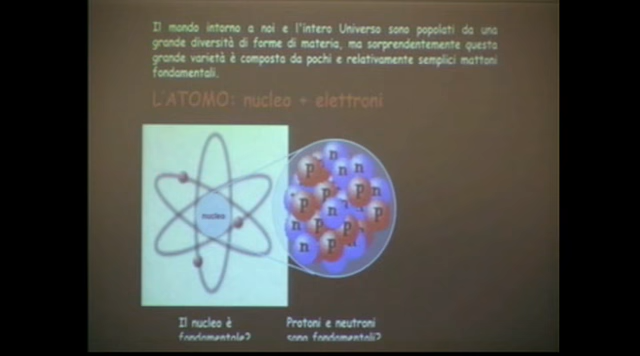 Il mondo intorno a noi e l'intero Universo sono popolati da una
grande diversità di forme di materia, ma sorprendentemente questa
grande varietà è composta da pochi e relativamente semplici mattoni
fondamentali.
L'ATOMO: nucleo + elettroni
n
p n n
p p p n
p n p
n p p
n p n
nucleo
Il nucleo è
fondamentale?
Protoni e neutroni
sono fondamentali?